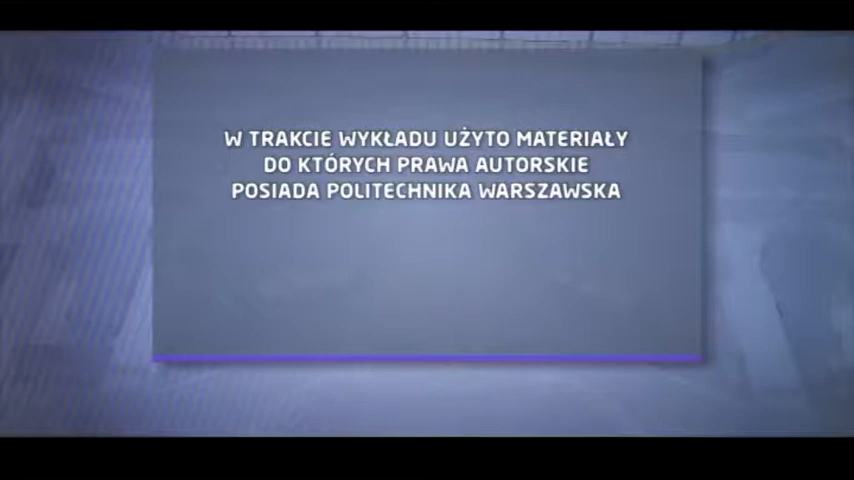 W TRAKCIE WYKŁADU UŻYTO MATERIAŁY
DO KTÓRYCH PRAWA AUTORSKIE
POSIADA POLITECHNIKA WARSZAWSKA